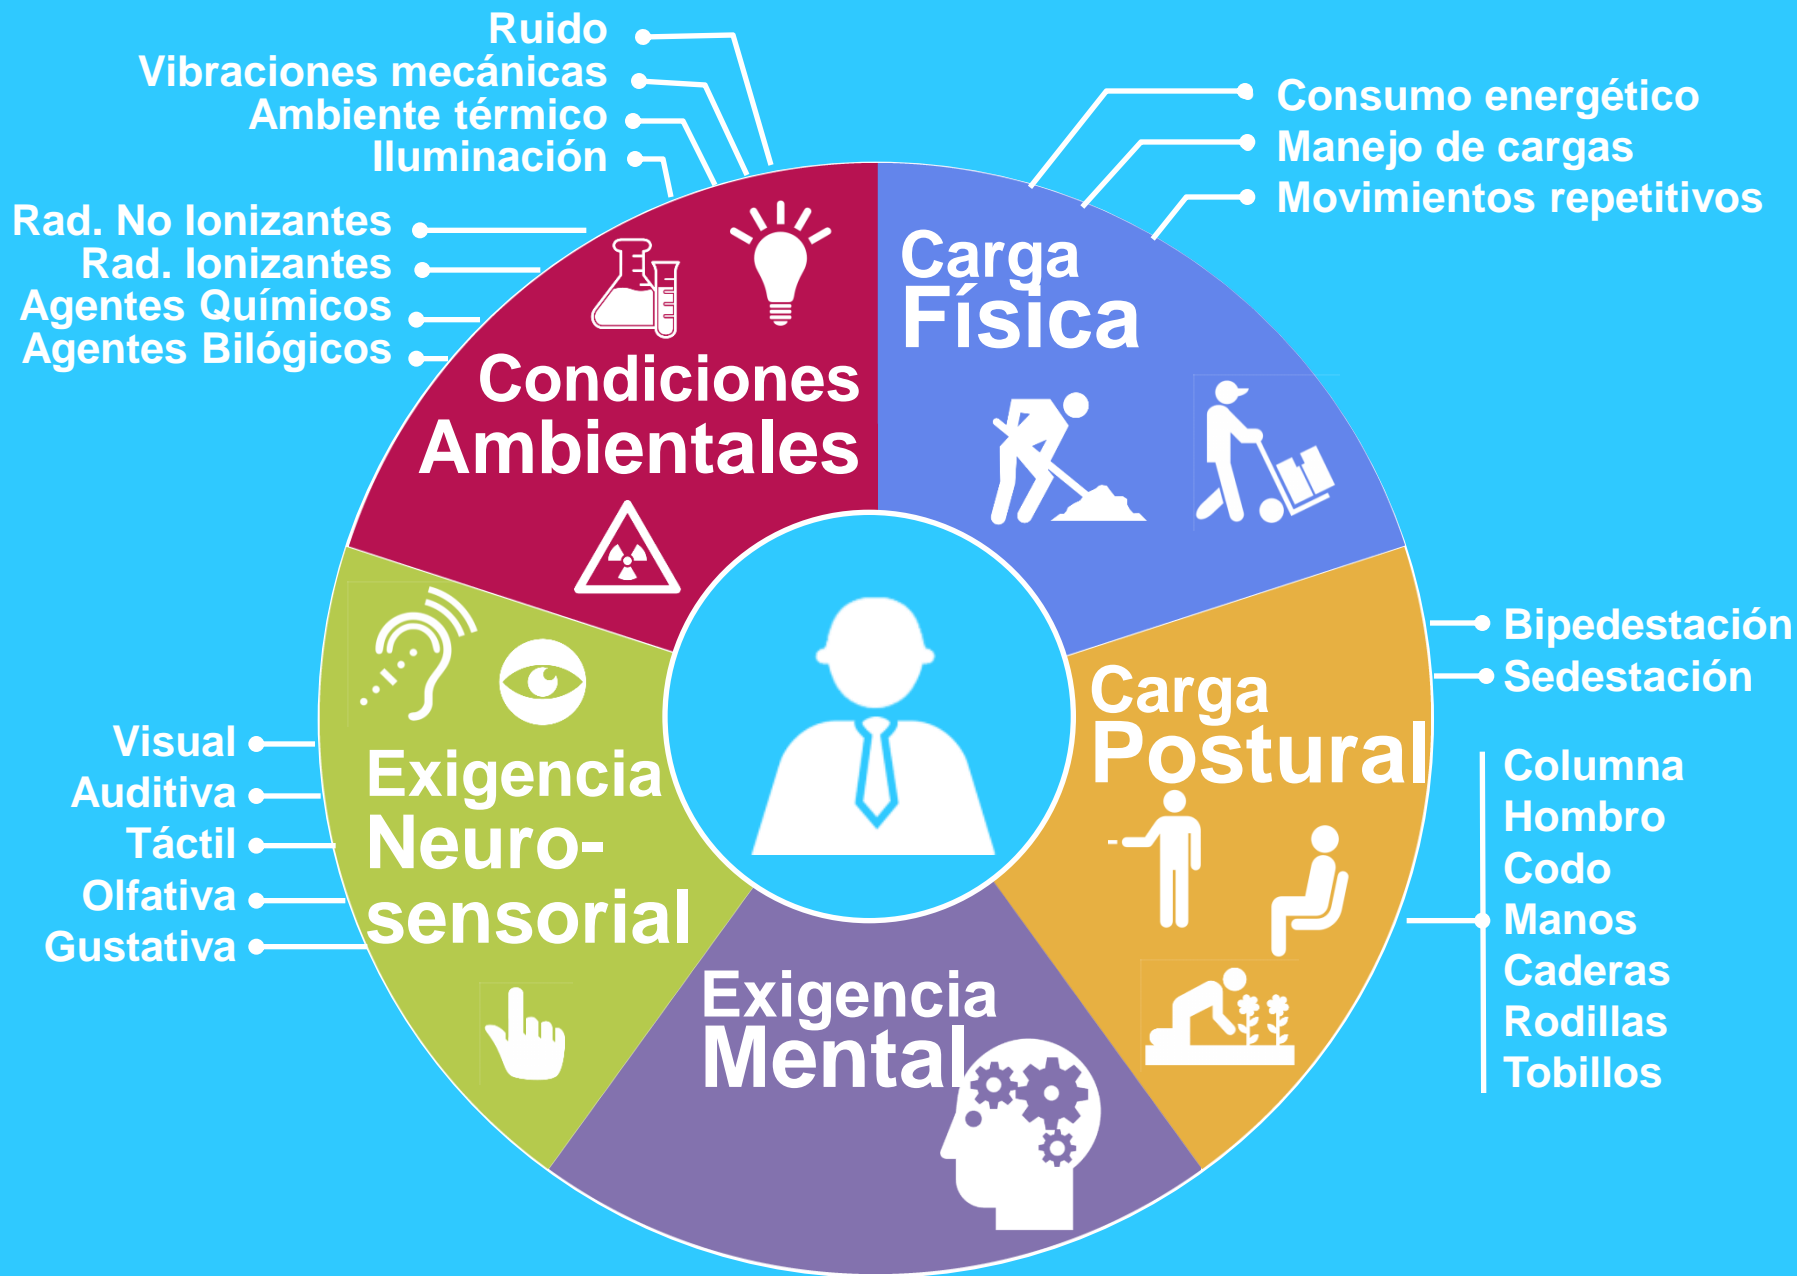 Ruido
Vibraciones mecánicas
Ambiente térmico
Iluminación
Rad. No Ionizantes
Rad. Ionizantes
Agentes Químicos
Agentes Bilógicos
Condiciones
Ambientales
Consumo energético
Manejo de cargas
Movimientos repetitivos
Carga
Física
Bipedestación
Sedestación
Columna
Hombro
Codo
Manos
Caderas
Rodillas
Tobillos
Carga
Postural
Exigencia
Mental
Visual
Auditiva
Táctil
Olfativa
Gustativa
Exigencia
Neuro-
sensorial